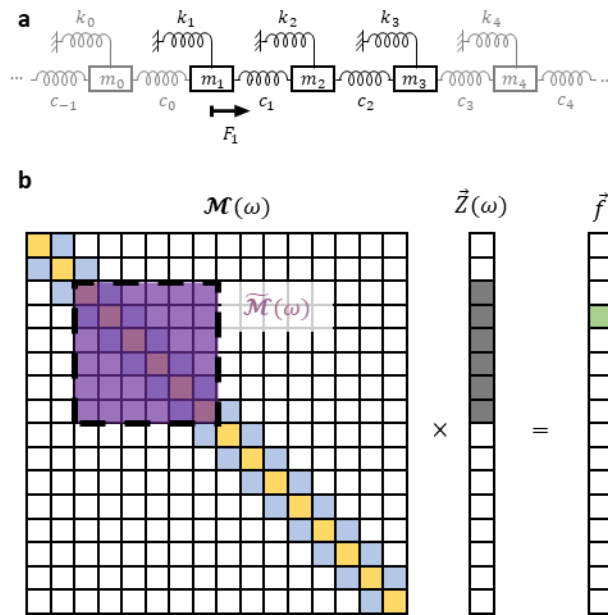 a
k₀ k₁ k₂ k₃ k₄
... m₀ m₁ m₂ m₃ m₄ ...
c₋₁ c₀ c₁ c₂ c₃ c₄
F₁
b
𝓜(ω) Z⃗(ω) f⃗
𝓜̃(ω)
× =